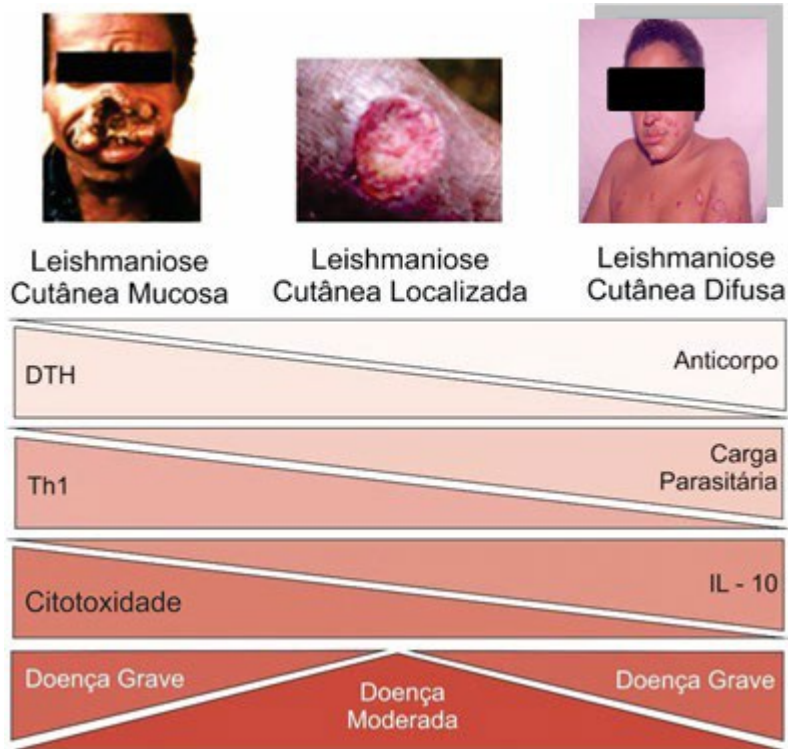 Leishmaniose
Cutânea Mucosa
Leishmaniose
Cutânea Localizada
Leishmaniose
Cutânea Difusa
DTH
Anticorpo
Th1
Carga
Parasitária
Citotoxidade
IL - 10
Doença Grave
Doença
Moderada
Doença Grave